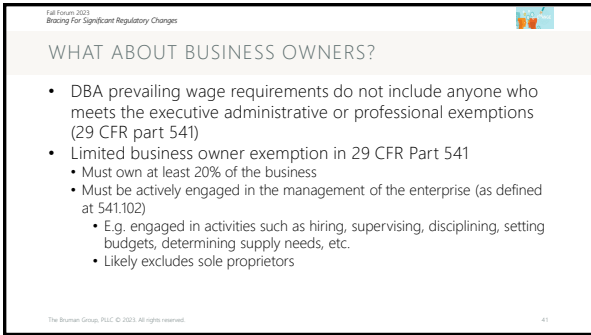 Fall Forum 2023
Bracing For Significant Regulatory Changes
WHAT ABOUT BUSINESS OWNERS?
• DBA prevailing wage requirements do not include anyone who
meets the executive administrative or professional exemptions
(29 CFR part 541)
• Limited business owner exemption in 29 CFR Part 541
• Must own at least 20% of the business
• Must be actively engaged in the management of the enterprise (as defined
at 541.102)
• E.g. engaged in activities such as hiring, supervising, disciplining, setting
budgets, determining supply needs, etc.
• Likely excludes sole proprietors
The Bruman Group, PLLC © 2023. All rights reserved.
41